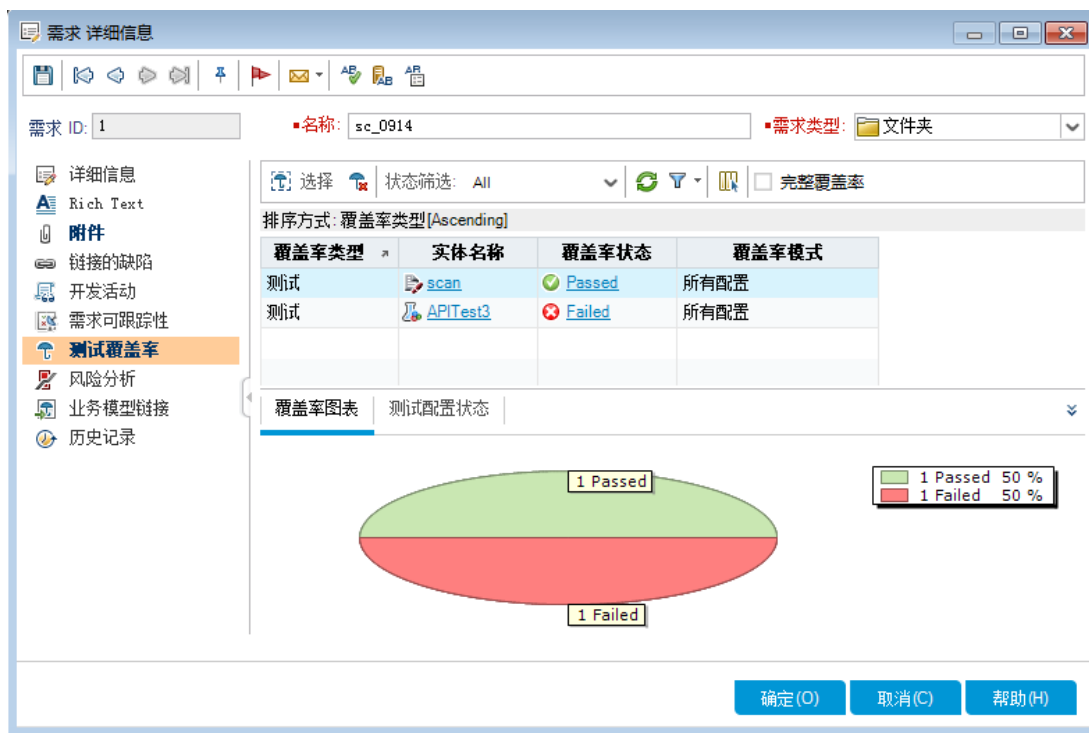 需求 详细信息
需求 ID: 1 名称: sc_0914 需求类型: 文件夹
详细信息
Rich Text
附件
链接的缺陷
开发活动
需求可跟踪性
测试覆盖率
风险分析
业务模型链接
历史记录
选择 状态筛选: All 完整覆盖率
排序方式:覆盖率类型[Ascending]
覆盖率类型 实体名称 覆盖率状态 覆盖率模式
测试 scan Passed 所有配置
测试 APITest3 Failed 所有配置
覆盖率图表 测试配置状态
1 Passed
1 Failed
1 Passed 50 %
1 Failed 50 %
确定(O) 取消(C) 帮助(H)